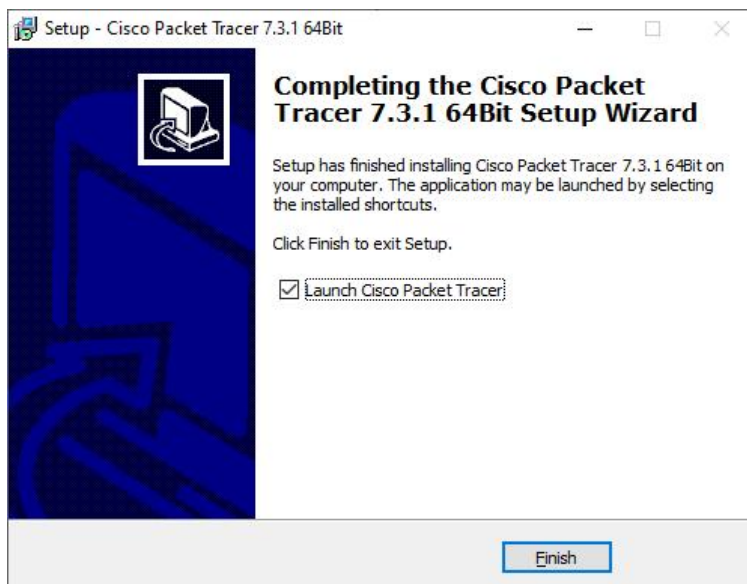 Setup - Cisco Packet Tracer 7.3.1 64Bit
Completing the Cisco Packet
Tracer 7.3.1 64Bit Setup Wizard
Setup has finished installing Cisco Packet Tracer 7.3.1 64Bit on
your computer. The application may be launched by selecting
the installed shortcuts.
Click Finish to exit Setup.
Launch Cisco Packet Tracer
Finish